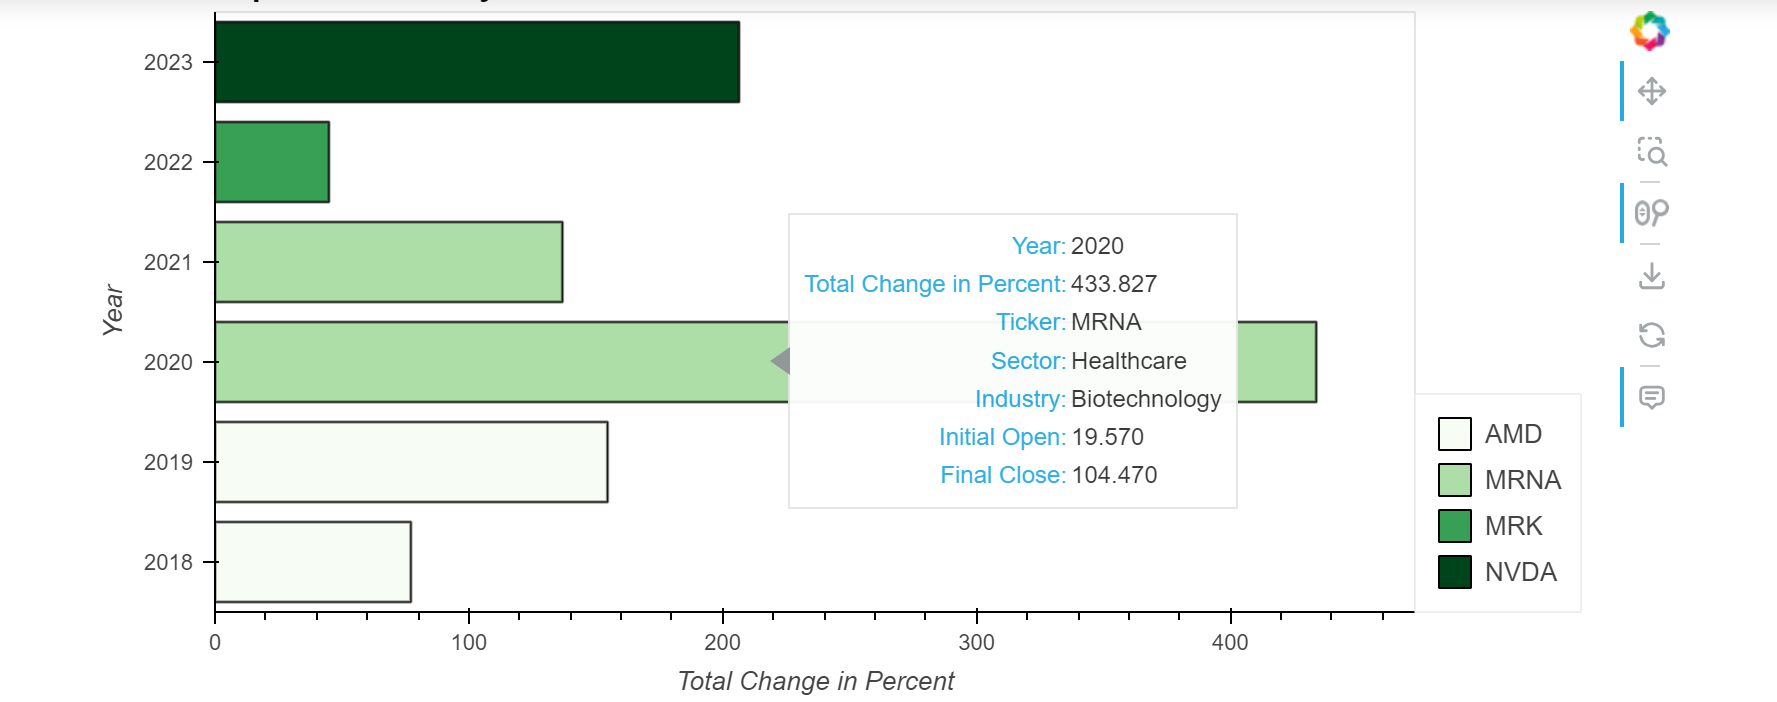 2023
2022
2021
2020
2019
2018
Year
Year: 2020
Total Change in Percent: 433.827
Ticker: MRNA
Sector: Healthcare
Industry: Biotechnology
Initial Open: 19.570
Final Close: 104.470
AMD
MRNA
MRK
NVDA
0 100 200 300 400
Total Change in Percent